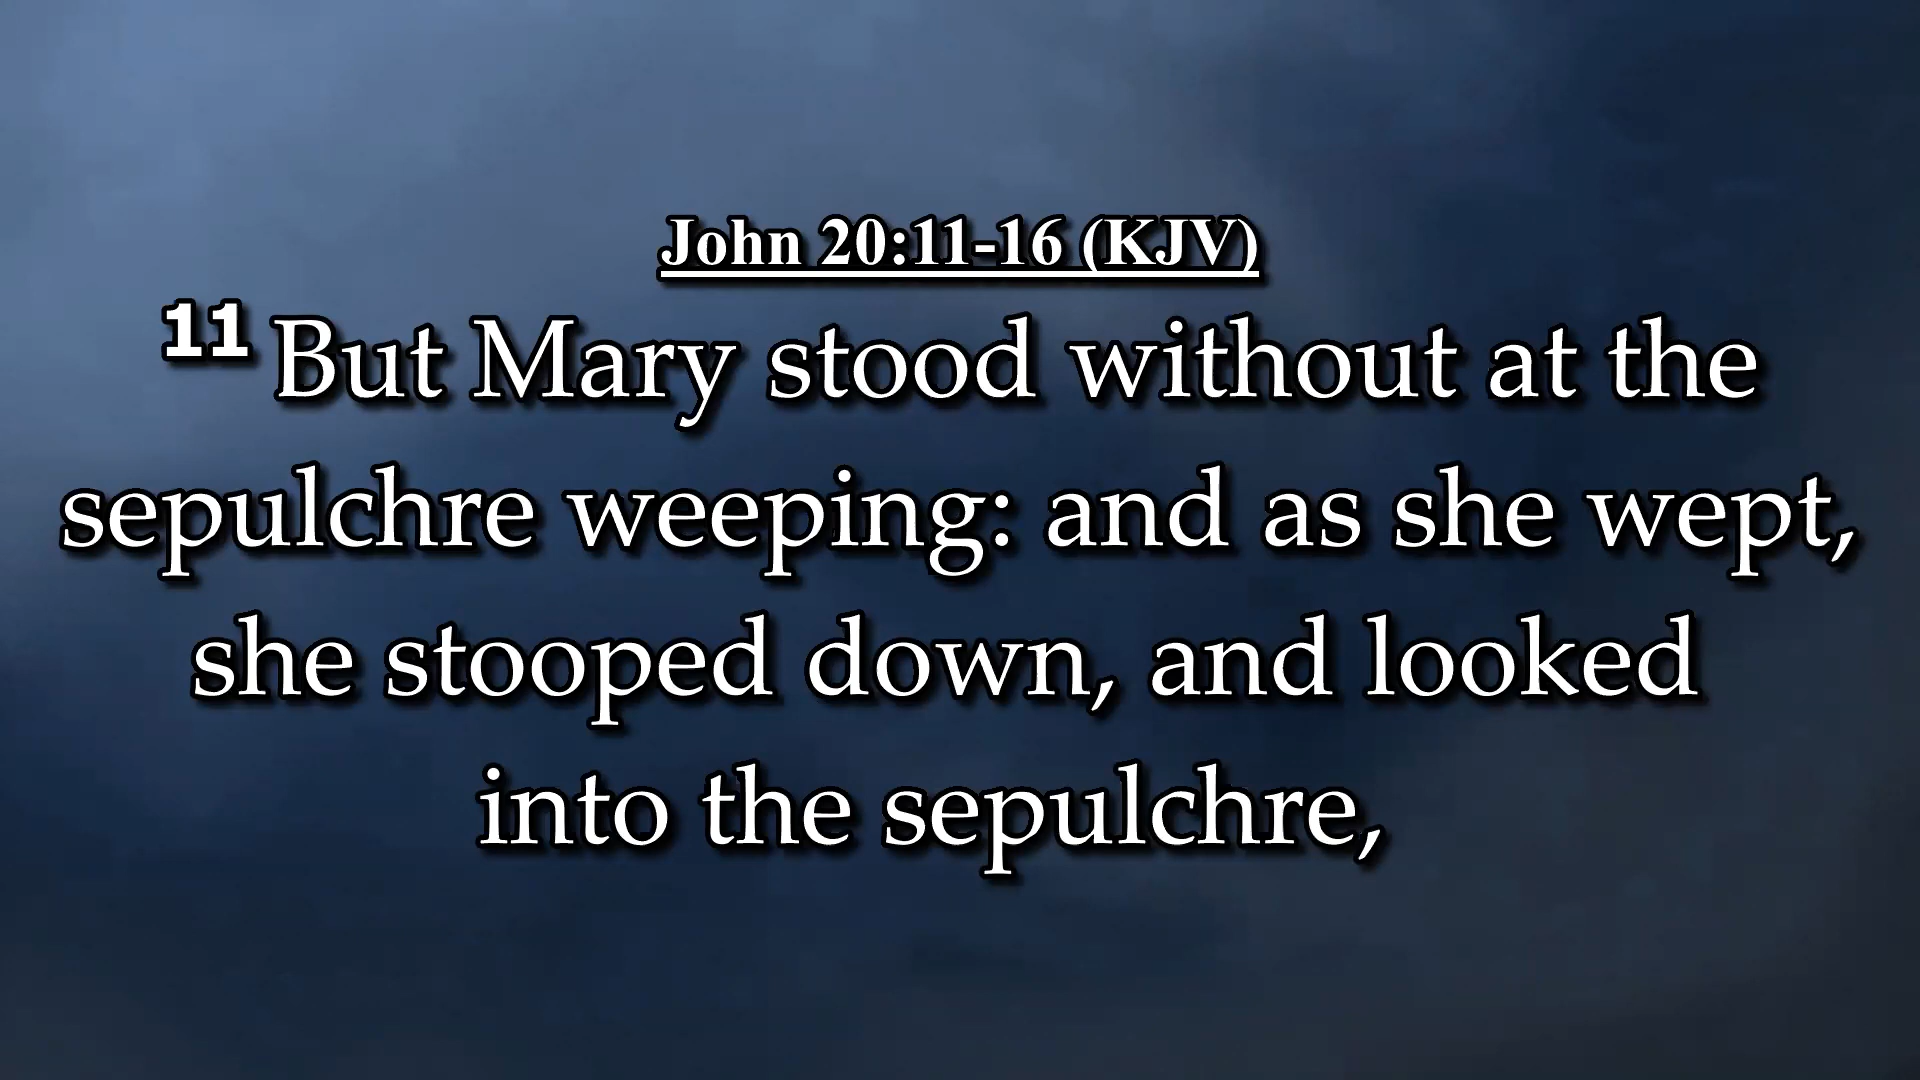 John 20:11-16 (KJV)
11 But Mary stood without at the
sepulchre weeping: and as she wept,
she stooped down, and looked
into the sepulchre,